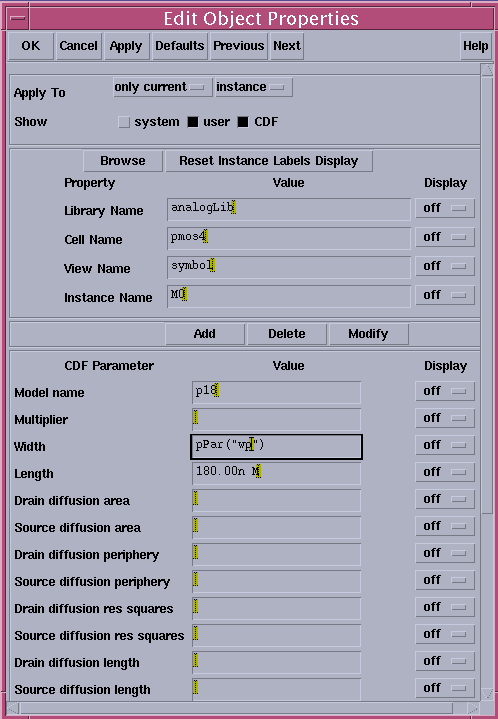 Edit Object Properties
OK Cancel Apply Defaults Previous Next Help
Apply To only current instance
Show system user CDF
Browse Reset Instance Labels Display
Property Value Display
Library Name analogLib off
Cell Name pmos4 off
View Name symbol off
Instance Name M0 off
Add Delete Modify
CDF Parameter Value Display
Model name p18 off
Multiplier off
Width pPar("wp") off
Length 180.00n M off
Drain diffusion area off
Source diffusion area off
Drain diffusion periphery off
Source diffusion periphery off
Drain diffusion res squares off
Source diffusion res squares off
Drain diffusion length off
Source diffusion length off